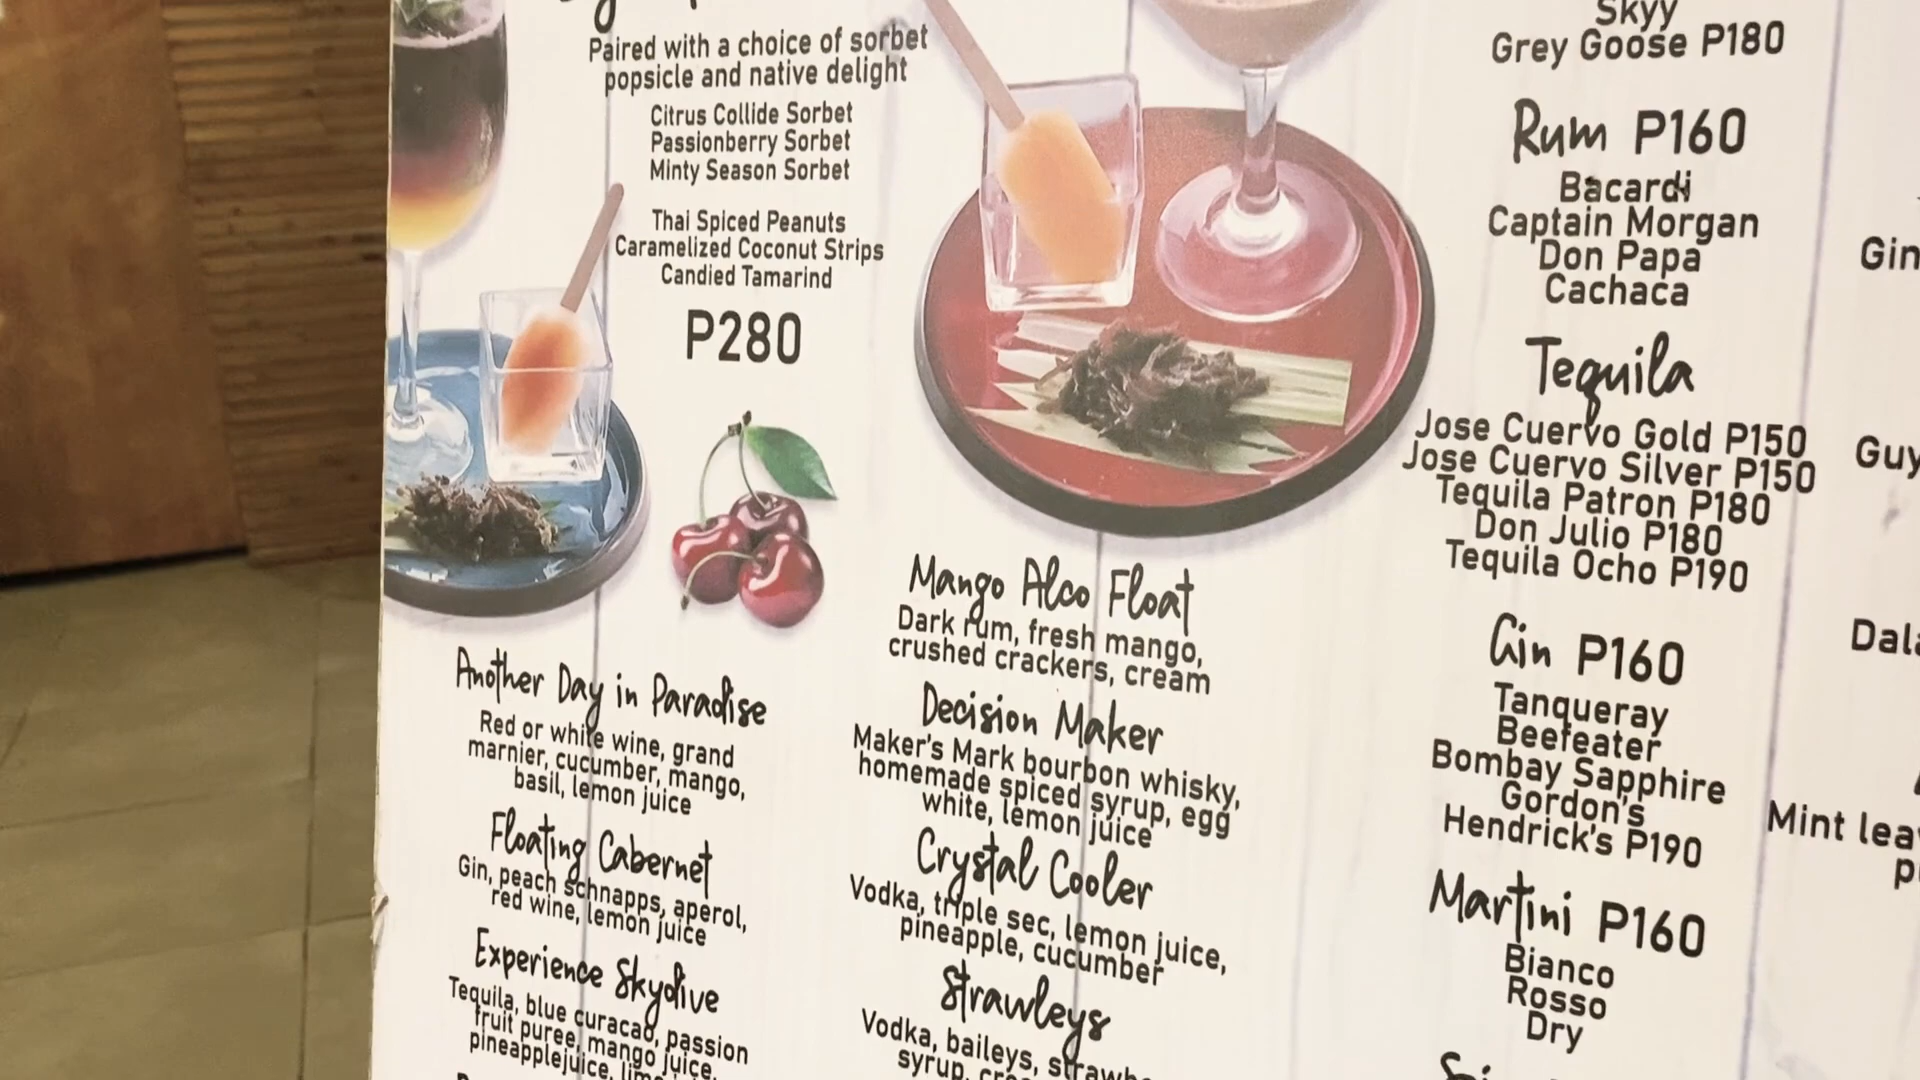 Paired with a choice of sorbet
popsicle and native delight
Citrus Collide Sorbet
Passionberry Sorbet
Minty Season Sorbet
Thai Spiced Peanuts
Caramelized Coconut Strips
Candied Tamarind
P280
Another Day in Paradise
Red or white wine, grand
marnier, cucumber, mango,
basil, lemon juice
Floating Cabernet
Gin, peach schnapps, aperol,
red wine, lemon juice
Experience Skydive
Tequila, blue curacao, passion
fruit puree, mango juice,
pineapplejuice,
Mango Alco Float
Dark rum, fresh mango,
crushed crackers, cream
Decision Maker
Maker's Mark bourbon whisky,
homemade spiced syrup, egg
white, lemon juice
Crystal Cooler
Vodka, triple sec, lemon juice,
pineapple, cucumber
Strawleys
Vodka, baileys,
syrup,
Skyy
Grey Goose P180
Rum P160
Bacardi
Captain Morgan
Don Papa
Cachaca
Tequila
Jose Cuervo Gold P150
Jose Cuervo Silver P150
Tequila Patron P180
Don Julio P180
Tequila Ocho P190
Gin P160
Tanqueray
Beefeater
Bombay Sapphire
Gordon's
Hendrick's P190
Martini P160
Bianco
Rosso
Dry
Gin
Guy
Mint